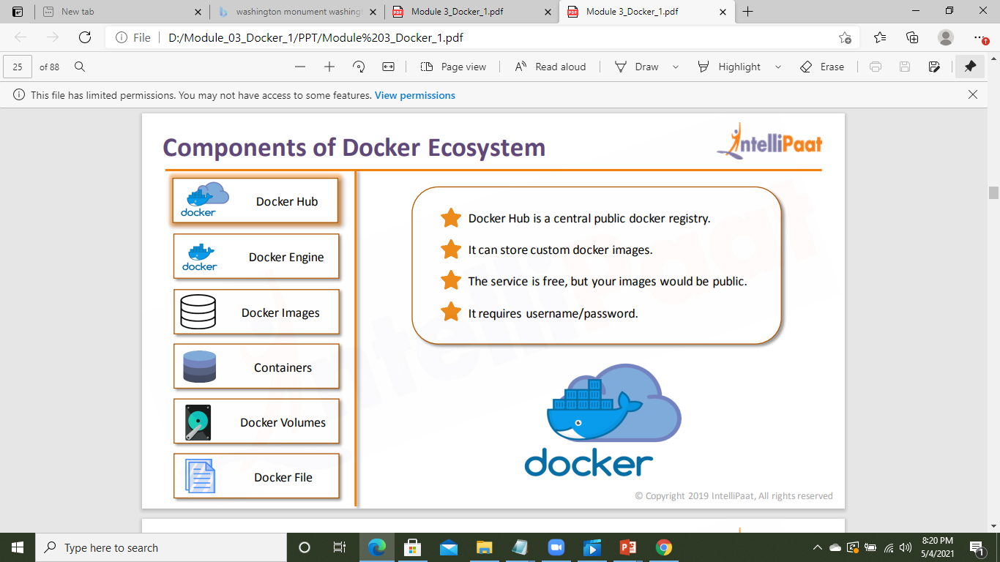 New tab
washington monument washing
Module 3_Docker_1.pdf
Module 3_Docker_1.pdf
File
D:/Module_03_Docker_1/PPT/Module%203_Docker_1.pdf
25 of 88
Page view
Read aloud
Draw
Highlight
Erase
This file has limited permissions. You may not have access to some features. View permissions
Components of Docker Ecosystem
IntelliPaat
docker
Docker Hub
docker
Docker Engine
Docker Images
Containers
Docker Volumes
Docker File
Docker Hub is a central public docker registry.
It can store custom docker images.
The service is free, but your images would be public.
It requires username/password.
docker
© Copyright 2019 IntelliPaat, All rights reserved
Type here to search
8:20 PM
5/4/2021
1